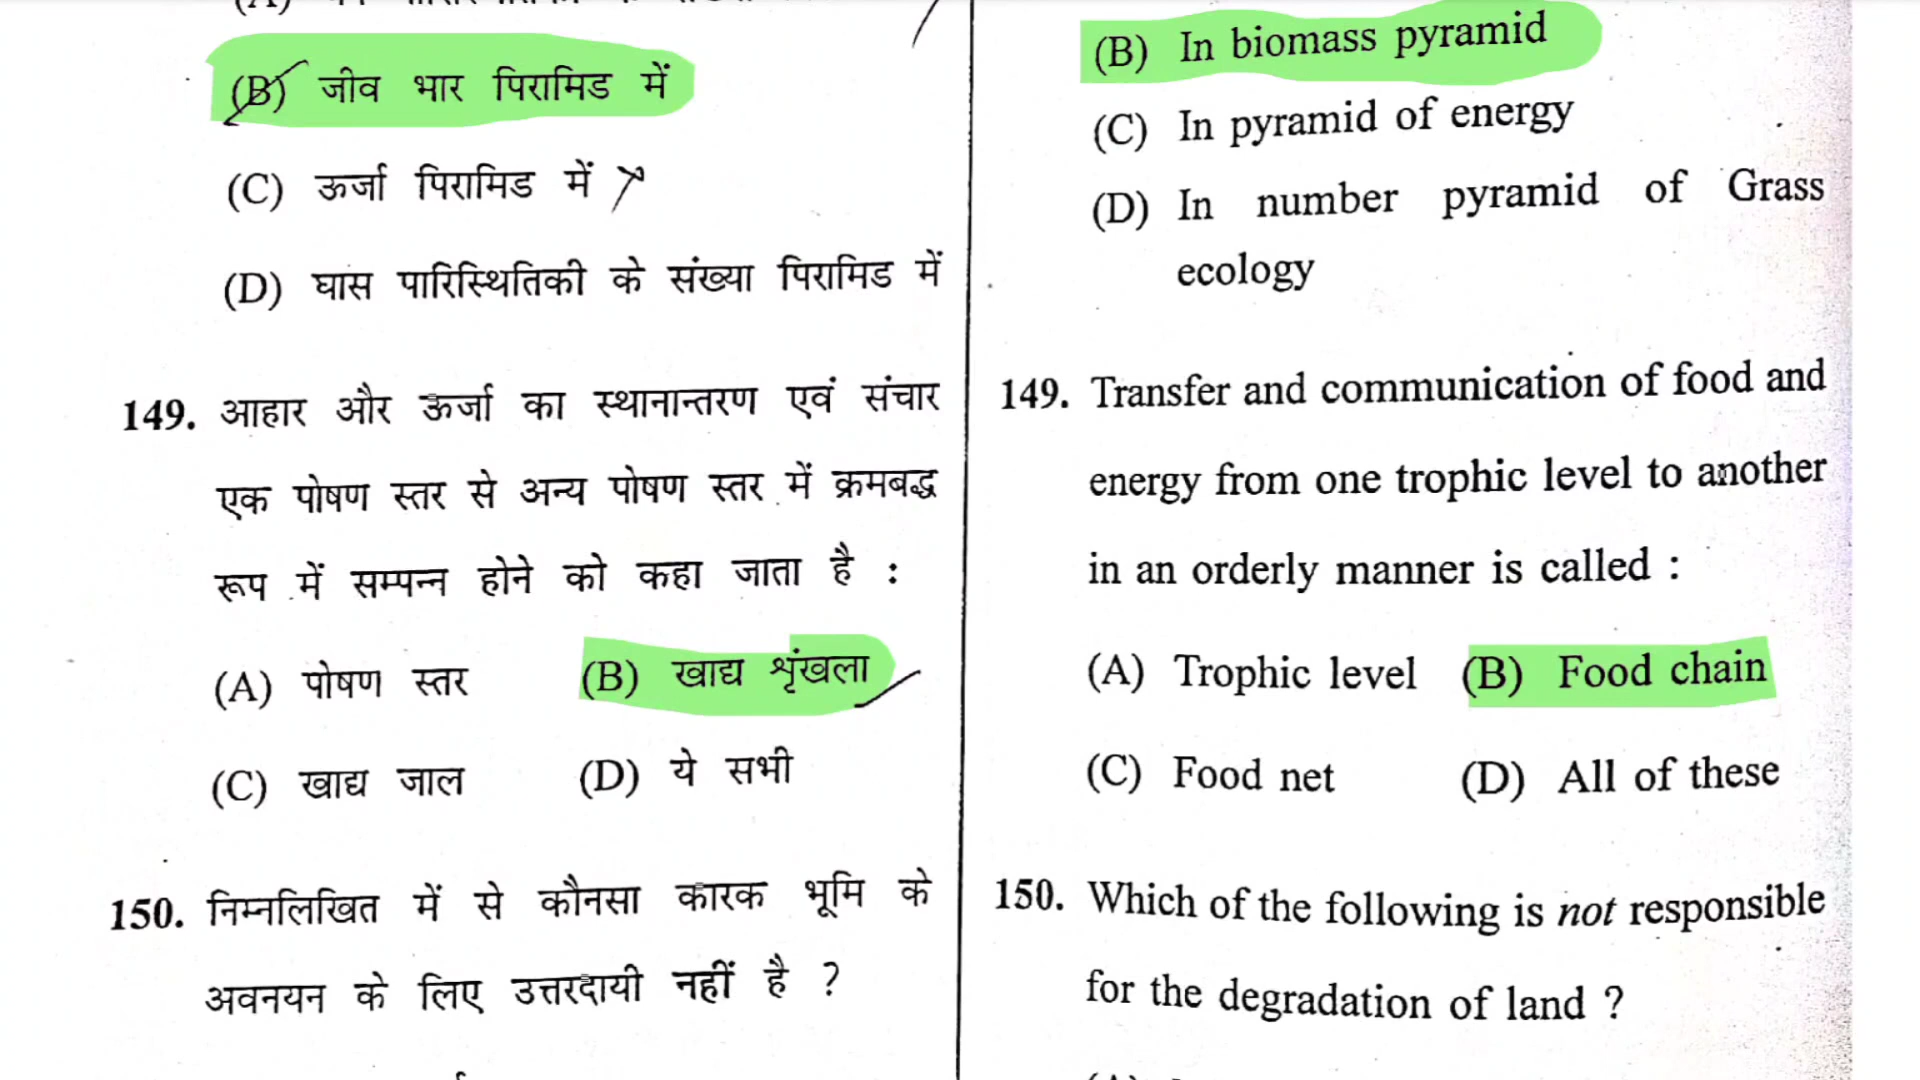 (B) जीव भार पिरामिड में
(C) ऊर्जा पिरामिड में
(D) घास पारिस्थितिकी के संख्या पिरामिड में
149. आहार और ऊर्जा का स्थानान्तरण एवं संचार
एक पोषण स्तर से अन्य पोषण स्तर में क्रमबद्ध
रूप में सम्पन्न होने को कहा जाता है :
(A) पोषण स्तर (B) खाद्य शृंखला
(C) खाद्य जाल (D) ये सभी
150. निम्नलिखित में से कौनसा कारक भूमि के
अवनयन के लिए उत्तरदायी नहीं है ?
(B) In biomass pyramid
(C) In pyramid of energy
(D) In number pyramid of Grass
ecology
149. Transfer and communication of food and
energy from one trophic level to another
in an orderly manner is called :
(A) Trophic level (B) Food chain
(C) Food net (D) All of these
150. Which of the following is not responsible
for the degradation of land ?